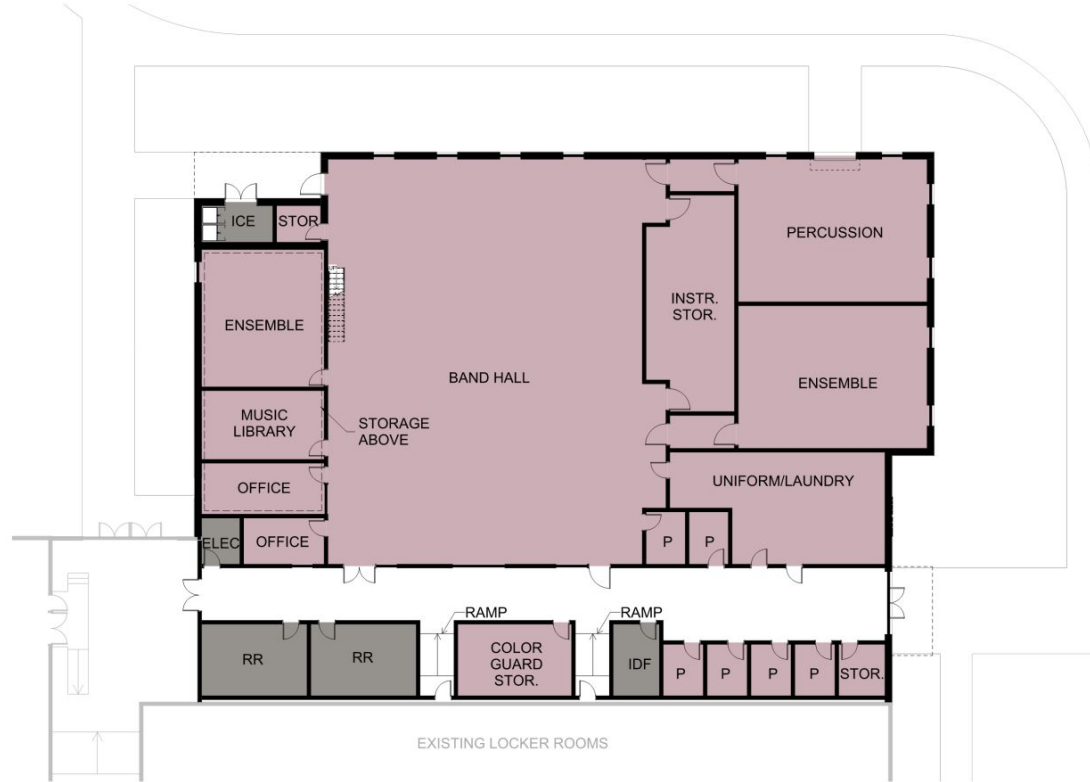 ICE
STOR
PERCUSSION
ENSEMBLE
INSTR.
STOR.
BAND HALL
ENSEMBLE
MUSIC
LIBRARY
STORAGE
ABOVE
OFFICE
UNIFORM/LAUNDRY
ELEC
OFFICE
P
P
RAMP
RAMP
RR
RR
COLOR
GUARD
STOR.
IDF
P
P
P
P
STOR.
EXISTING LOCKER ROOMS